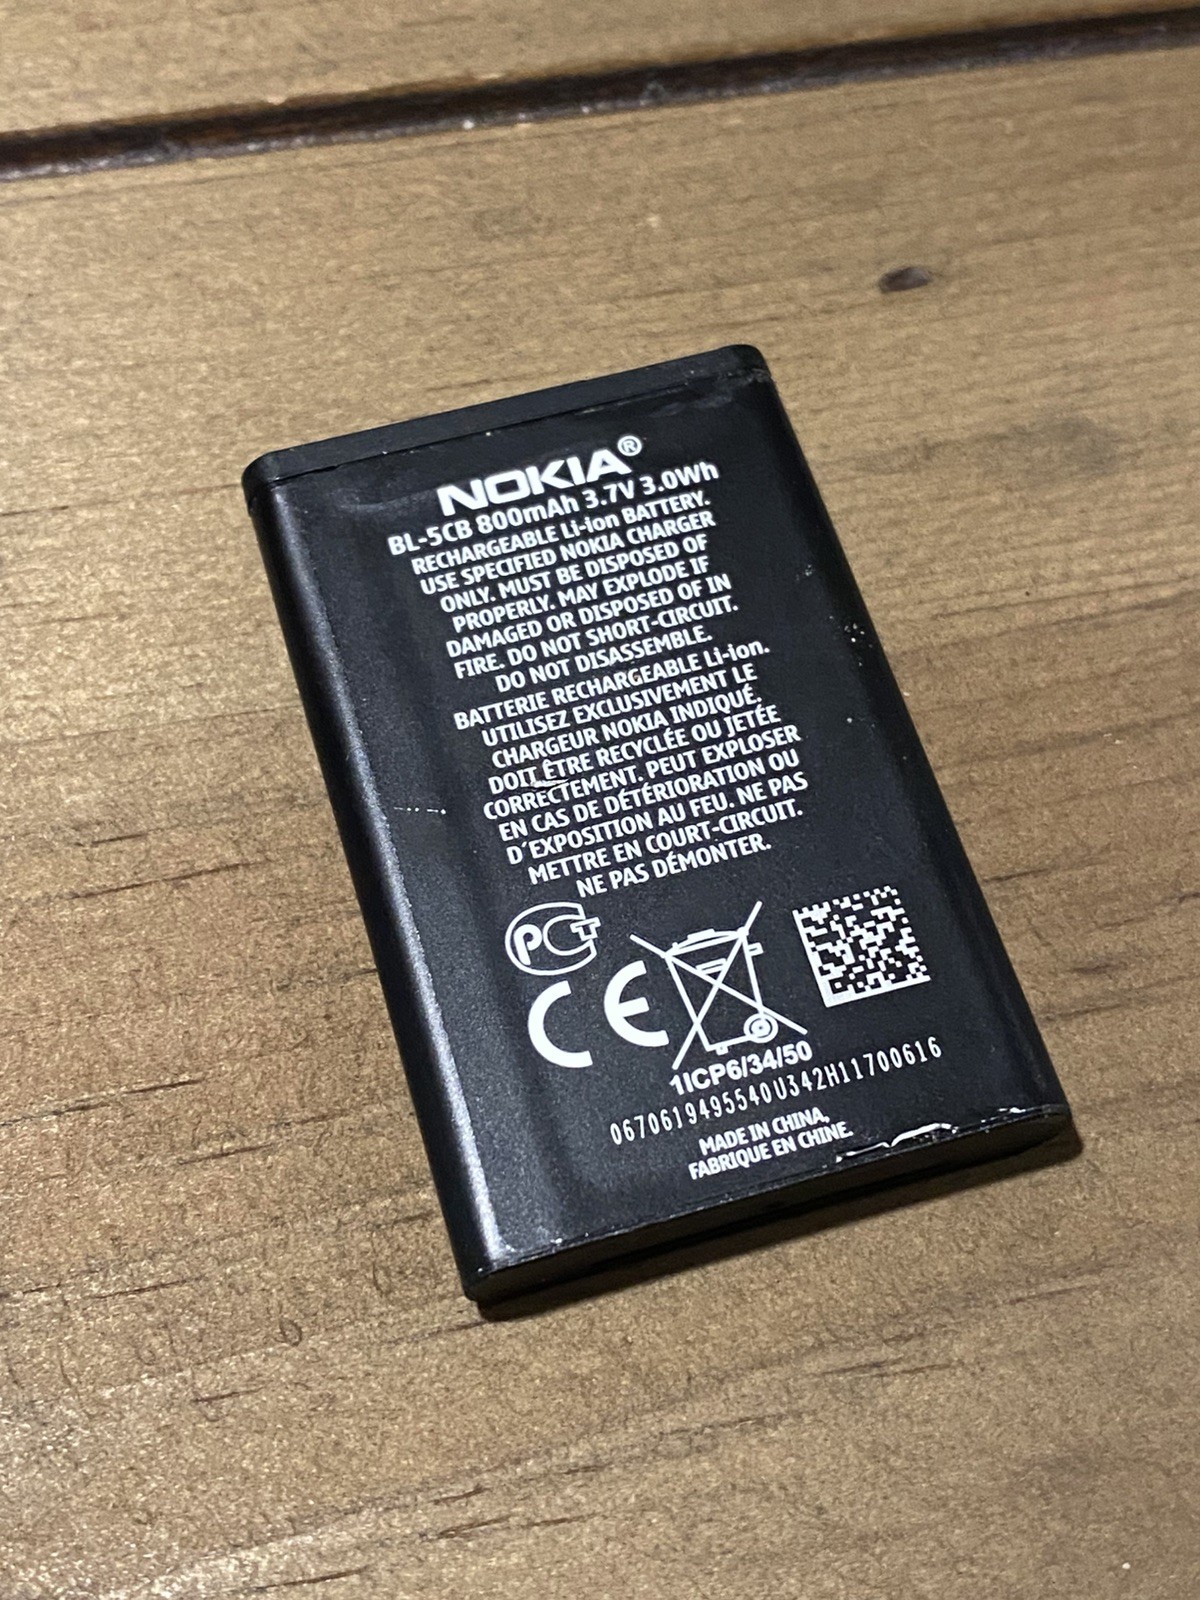 NOKIA®
BL-5CB 800mAh 3.7V 3.0Wh
RECHARGEABLE Li-ion BATTERY.
USE SPECIFIED NOKIA CHARGER
ONLY. MUST BE DISPOSED OF
PROPERLY. MAY EXPLODE IF
DAMAGED OR DISPOSED OF IN
FIRE. DO NOT SHORT-CIRCUIT.
DO NOT DISASSEMBLE.
BATTERIE RECHARGEABLE Li-ion.
UTILISEZ EXCLUSIVEMENT LE
CHARGEUR NOKIA INDIQUÉ.
DOIT ÊTRE RECYCLÉE OU JETÉE
CORRECTEMENT. PEUT EXPLOSER
EN CAS DE DÉTÉRIORATION OU
D´EXPOSITION AU FEU. NE PAS
METTRE EN COURT-CIRCUIT.
NE PAS DÉMONTER.
PCT
CE
1ICP6/34/50
0670619495540U342H11700616
MADE IN CHINA,
FABRIQUE EN CHINE.